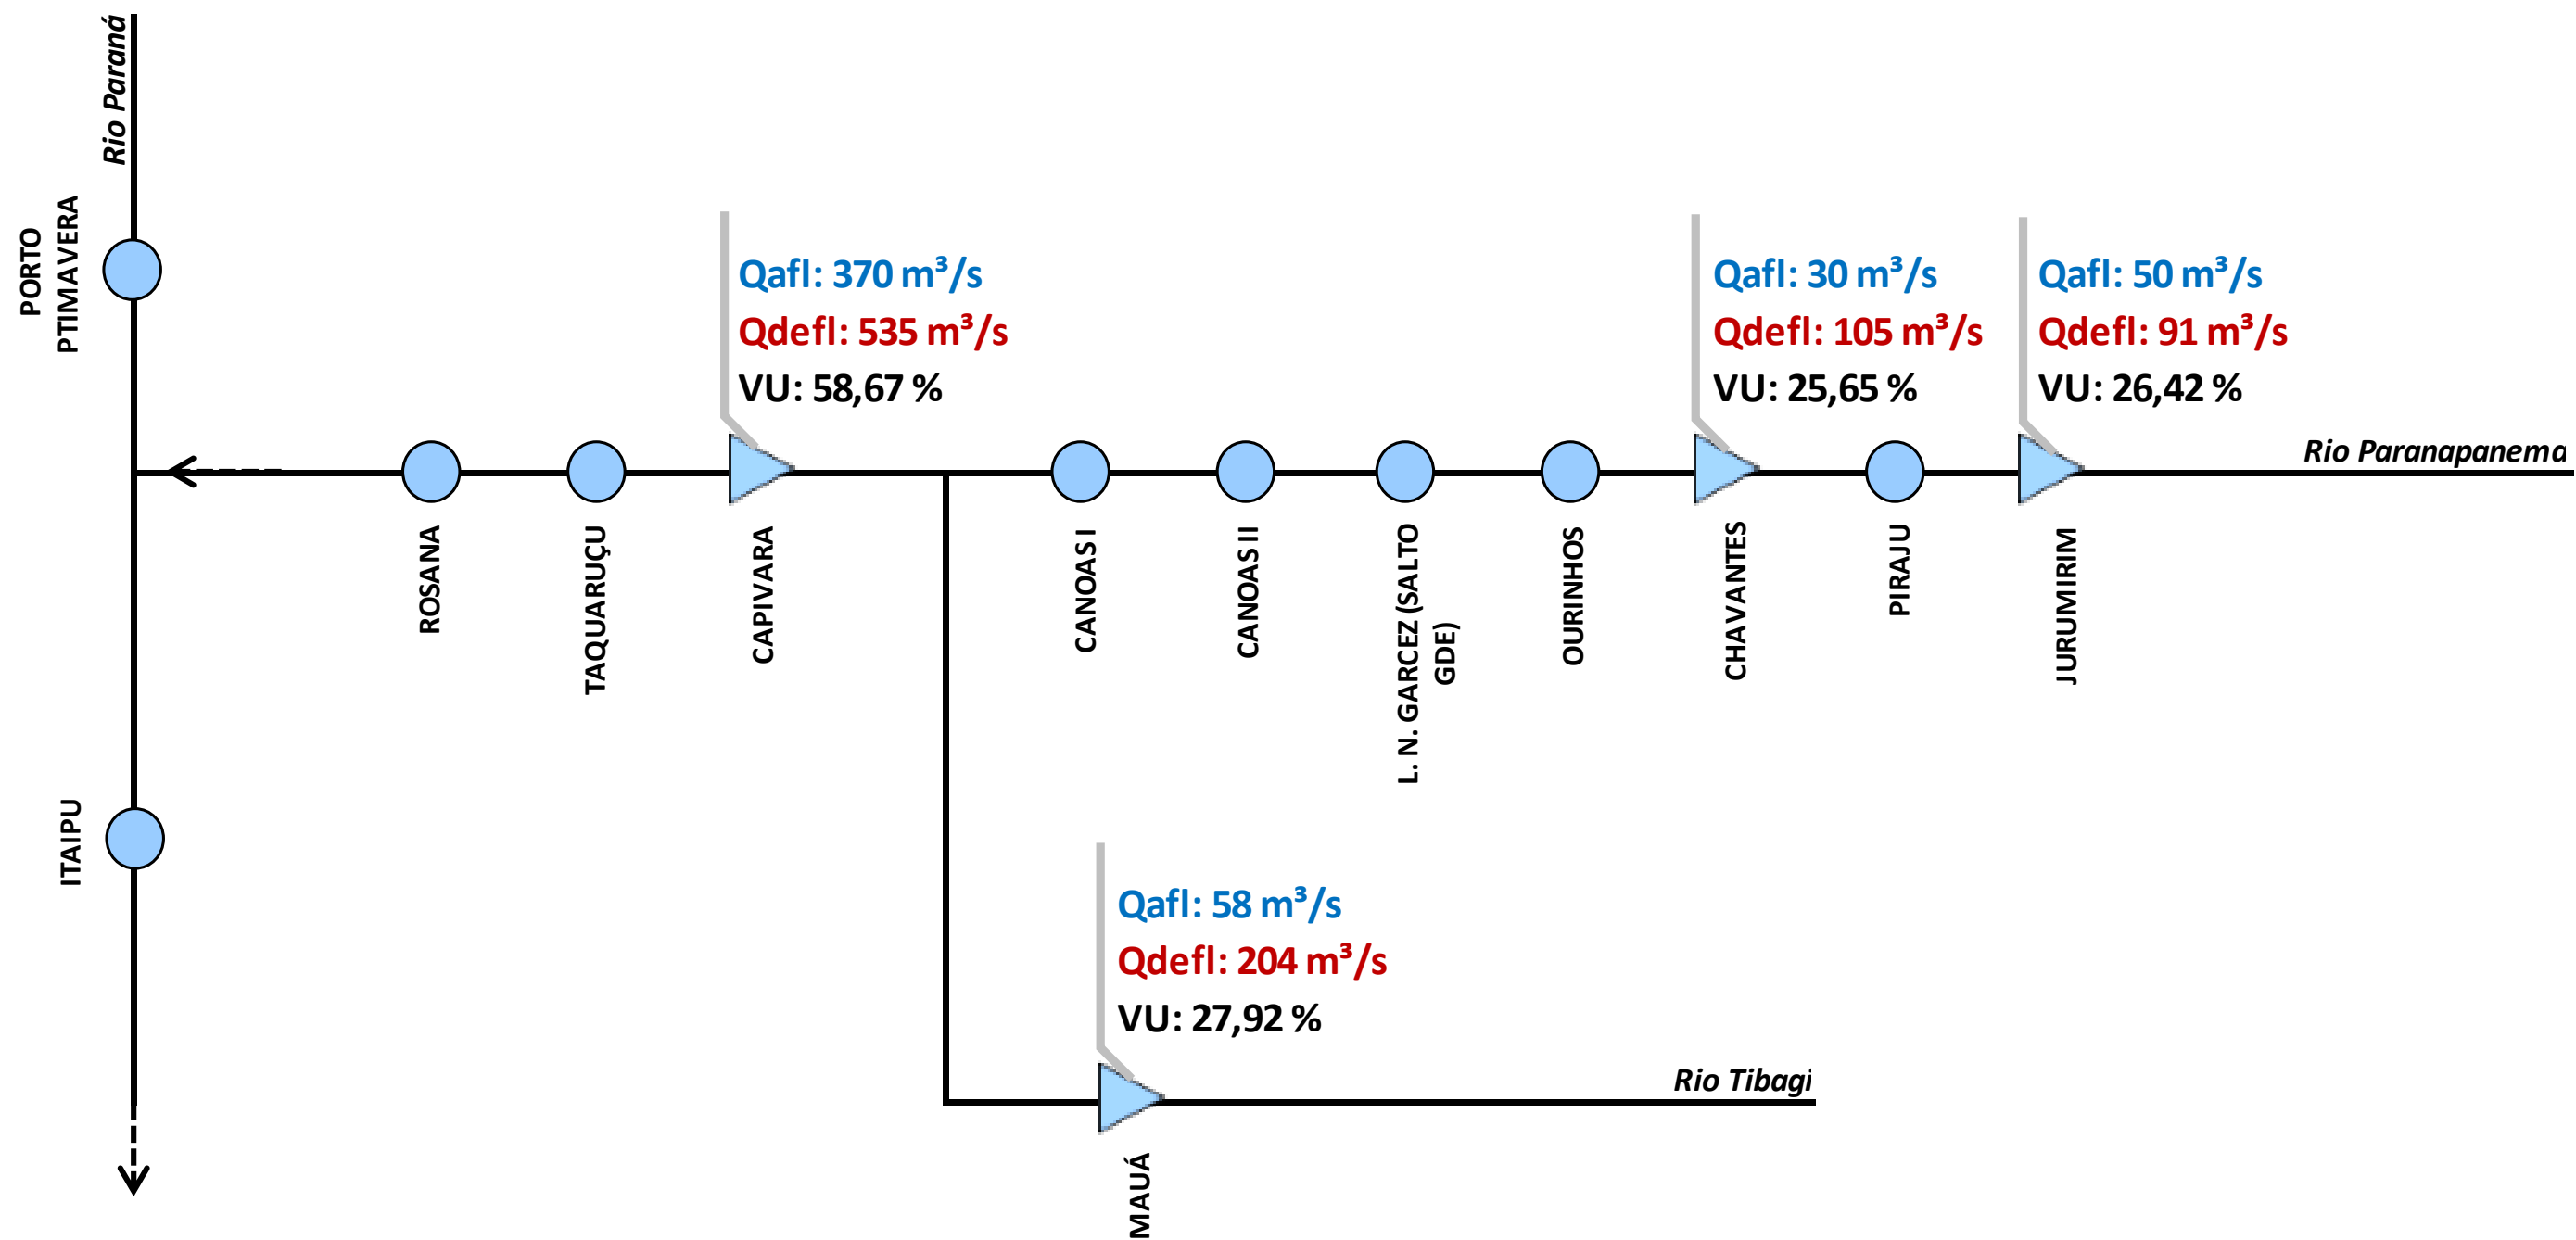 Rio Paraná
PORTO
PTIMAVERA
Qafl: 370 m³/s
Qdefl: 535 m³/s
VU: 58,67 %
Qafl: 30 m³/s
Qdefl: 105 m³/s
VU: 25,65 %
Qafl: 50 m³/s
Qdefl: 91 m³/s
VU: 26,42 %
Rio Paranapanema
ROSANA
TAQUARUÇU
CAPIVARA
CANOAS I
CANOAS II
L. N. GARCEZ (SALTO
GDE)
OURINHOS
CHAVANTES
PIRAJU
JURUMIRIM
ITAIPU
Qafl: 58 m³/s
Qdefl: 204 m³/s
VU: 27,92 %
Rio Tibagi
MAUÁ